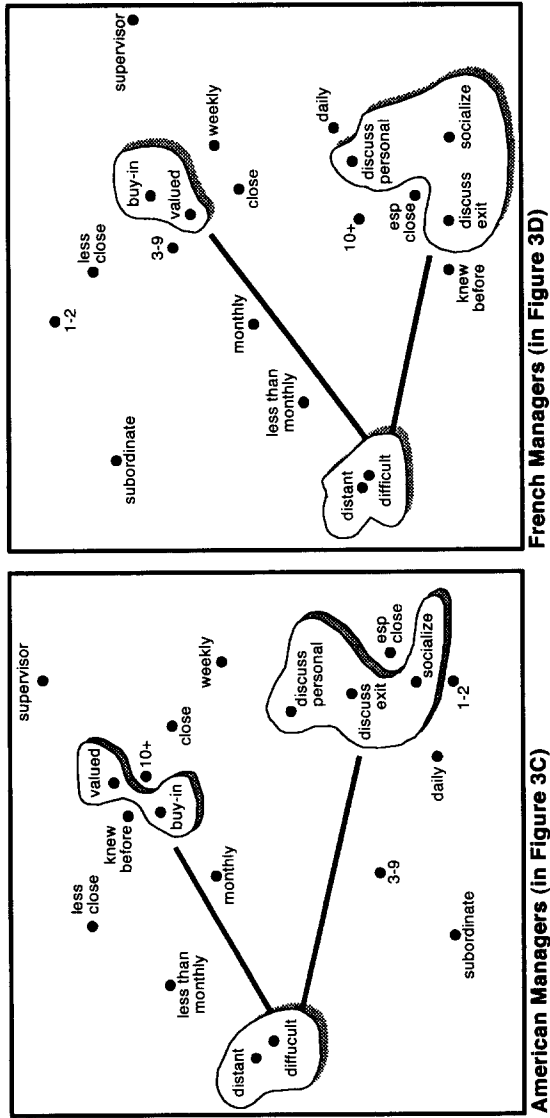 supervisor
less
close
valued
knew
before
10+
buy-in
close
weekly
less than
monthly
monthly
distant
diffucult
discuss
personal
discuss
exit
esp
close
socialize
1-2
daily
3-9
subordinate
American Managers (in Figure 3C)
supervisor
1-2
less
close
buy-in
valued
3-9
weekly
close
subordinate
monthly
less than
monthly
daily
discuss
personal
10+
esp
close
socialize
discuss
exit
knew
before
distant
difficult
French Managers (in Figure 3D)